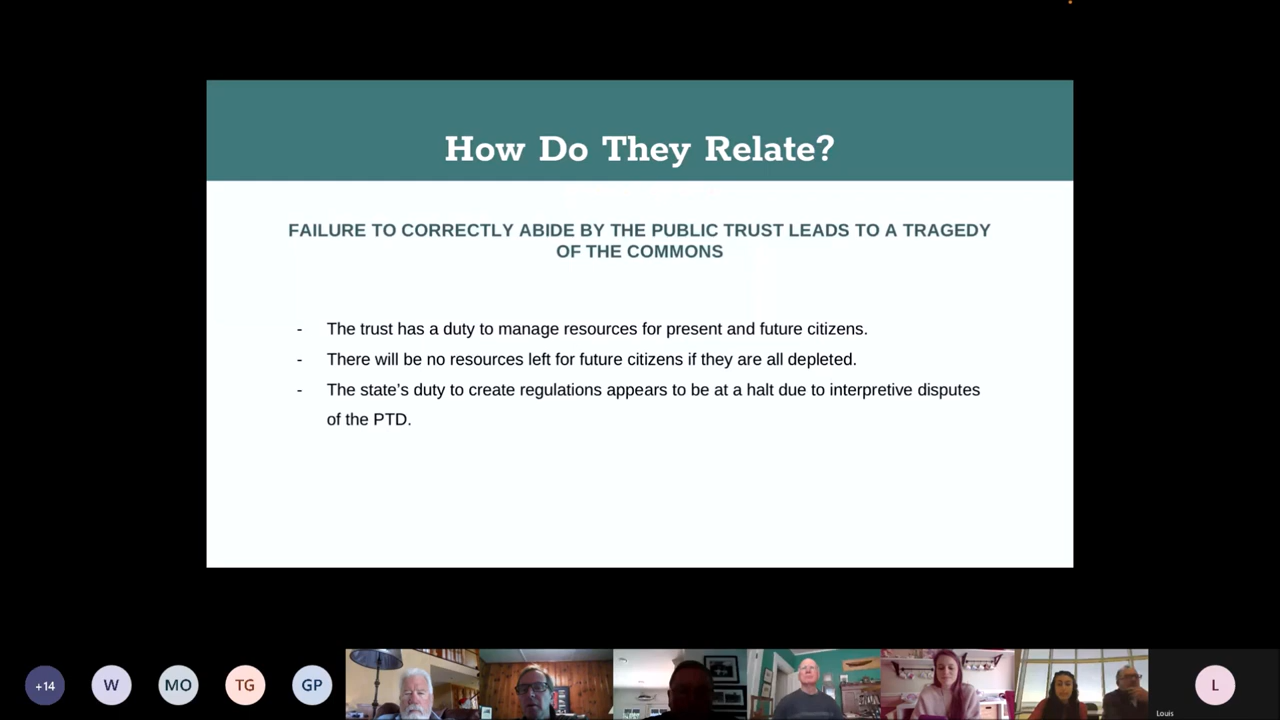 How Do They Relate?
FAILURE TO CORRECTLY ABIDE BY THE PUBLIC TRUST LEADS TO A TRAGEDY
OF THE COMMONS
- The trust has a duty to manage resources for present and future citizens.
- There will be no resources left for future citizens if they are all depleted.
- The state’s duty to create regulations appears to be at a halt due to interpretive disputes
of the PTD.
+14 W MO TG GP L
Louis